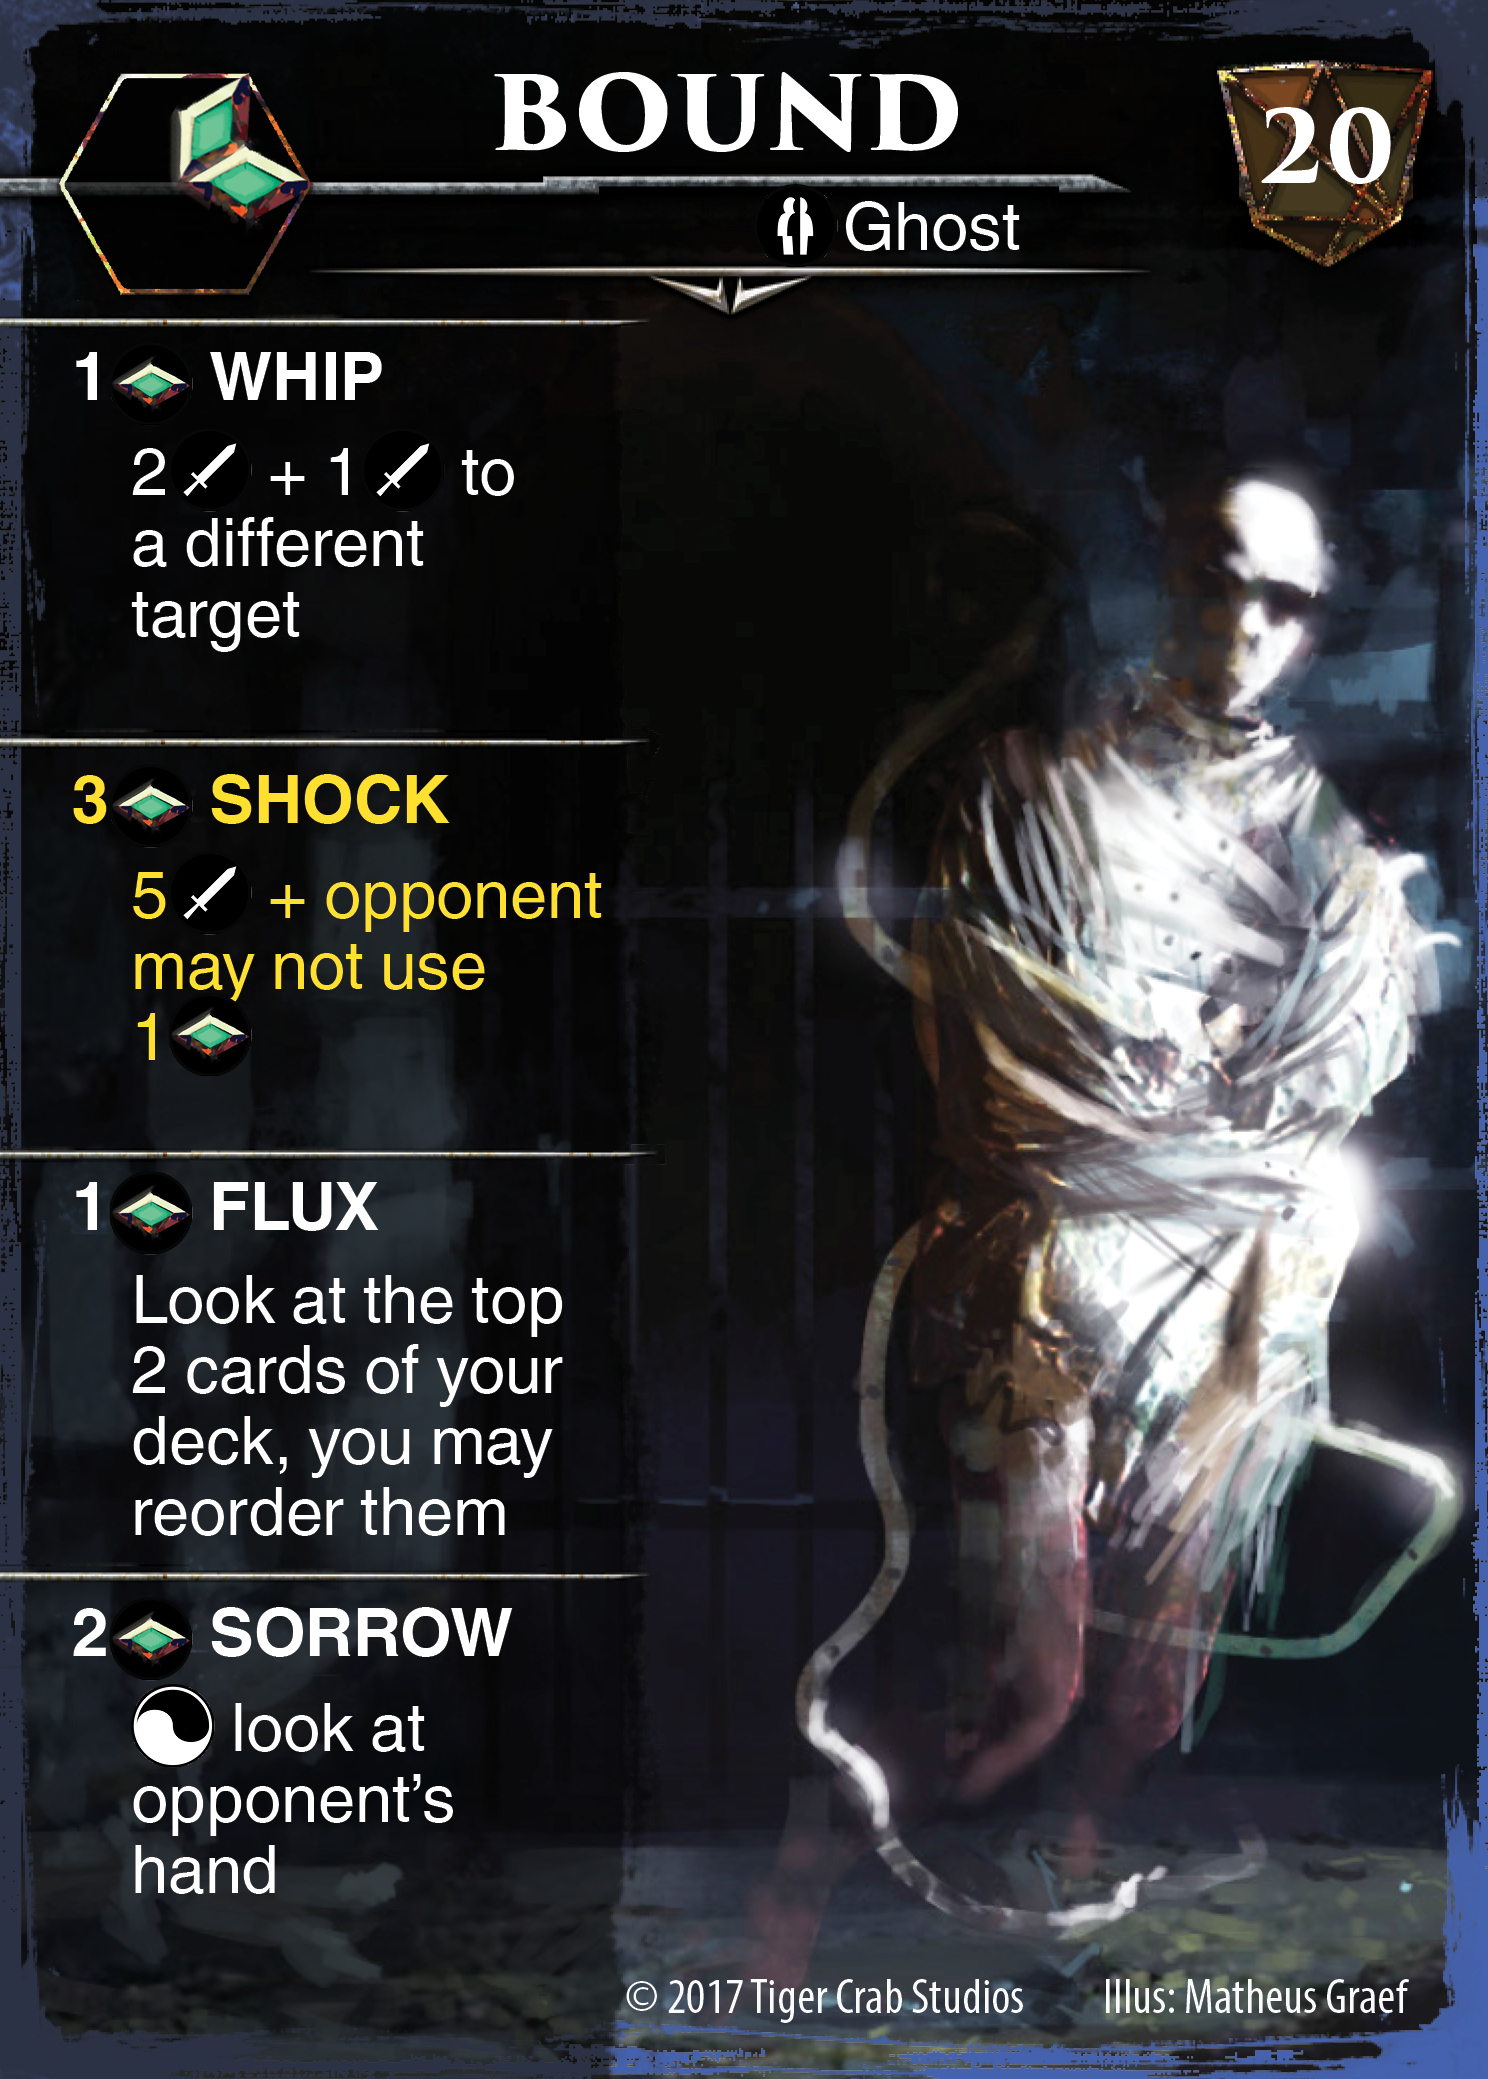 BOUND
20
Ghost
1 WHIP
2 + 1 to
a different
target
3 SHOCK
5 + opponent
may not use
1
1 FLUX
Look at the top
2 cards of your
deck, you may
reorder them
2 SORROW
look at
opponent’s
hand
© 2017 Tiger Crab Studios Illus: Matheus Graef